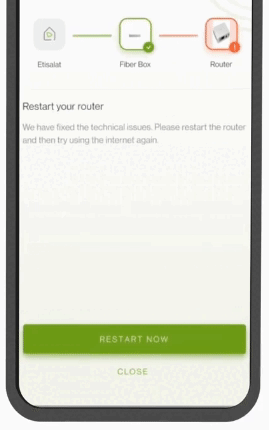 Etisalat Fiber Box Router
Restart your router
We have fixed the technical issues. Please restart the router
and then try using the internet again.
RESTART NOW
CLOSE